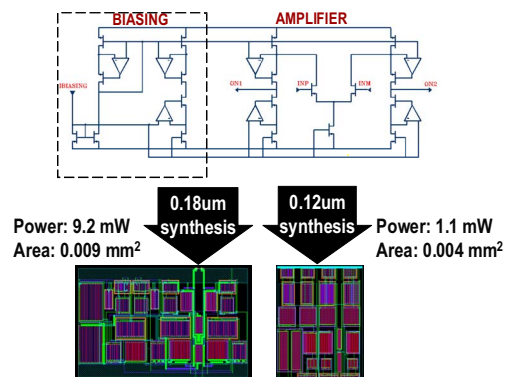 BIASING
AMPLIFIER
IBIASING
ON1
INP
INM
ON2
0.18um
synthesis
0.12um
synthesis
Power: 9.2 mW
Area: 0.009 mm²
Power: 1.1 mW
Area: 0.004 mm²